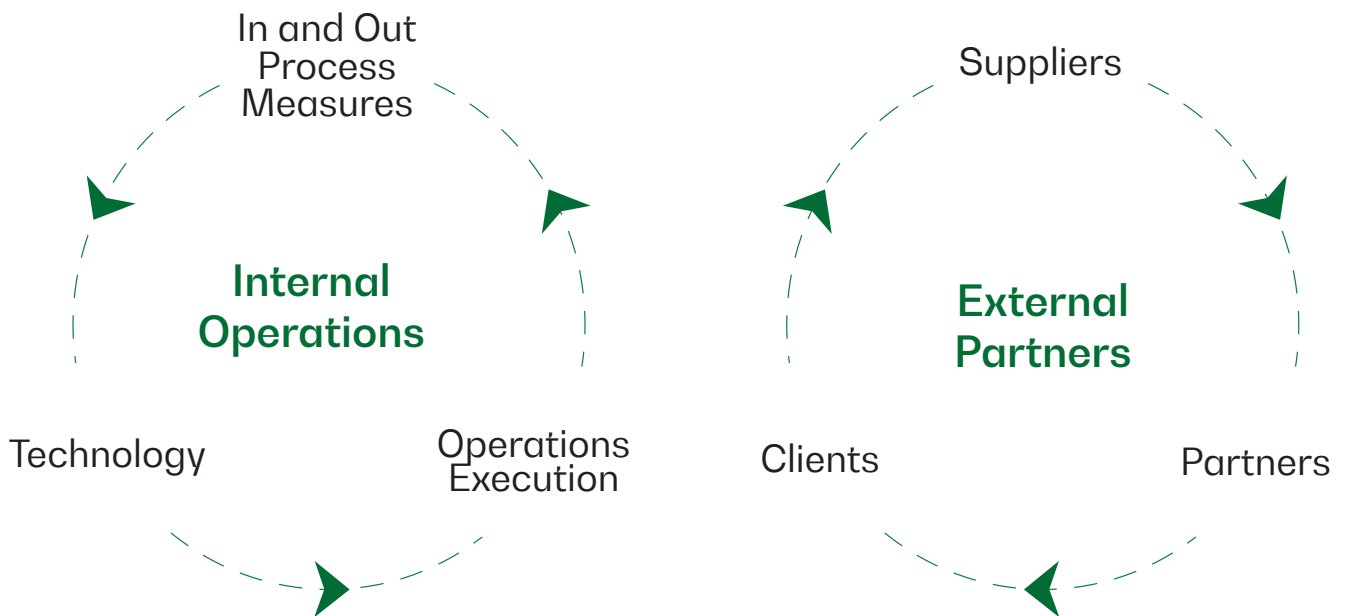 In and Out
Process
Measures
Internal
Operations
Technology
Operations
Execution
Suppliers
External
Partners
Clients
Partners